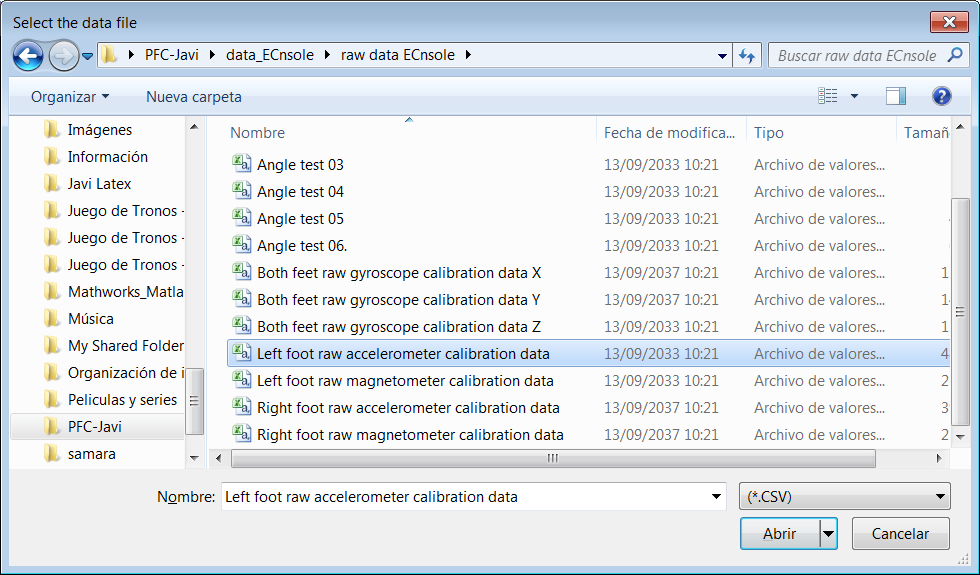 Select the data file
PFC-Javi data_ECnsole raw data ECnsole Buscar raw data ECnsole
Organizar Nueva carpeta
Imágenes
Información
Javi Latex
Juego de Tronos -
Juego de Tronos -
Juego de Tronos -
Mathworks_Matla
Música
My Shared Folder
Organización de i
Peliculas y series
PFC-Javi
samara
Nombre Fecha de modifica... Tipo Tamañ
Angle test 03 13/09/2033 10:21 Archivo de valores...
Angle test 04 13/09/2033 10:21 Archivo de valores...
Angle test 05 13/09/2033 10:21 Archivo de valores...
Angle test 06. 13/09/2033 10:21 Archivo de valores...
Both feet raw gyroscope calibration data X 13/09/2037 10:21 Archivo de valores... 1
Both feet raw gyroscope calibration data Y 13/09/2033 10:21 Archivo de valores... 1
Both feet raw gyroscope calibration data Z 13/09/2033 10:21 Archivo de valores... 1
Left foot raw accelerometer calibration data 13/09/2033 10:21 Archivo de valores... 4
Left foot raw magnetometer calibration data 13/09/2033 10:21 Archivo de valores... 2
Right foot raw accelerometer calibration data 13/09/2037 10:21 Archivo de valores... 3
Right foot raw magnetometer calibration data 13/09/2037 10:21 Archivo de valores... 2
Nombre: Left foot raw accelerometer calibration data (*.CSV)
Abrir Cancelar